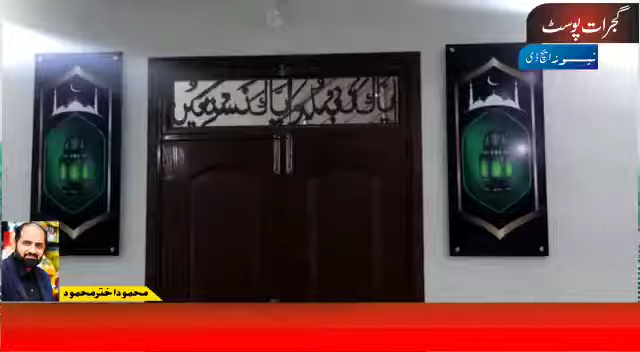 گجرات پوسٹ
نیوز ایچ ڈی
ایاک نعبد و ایاک نستعین
محمود اختر محمود